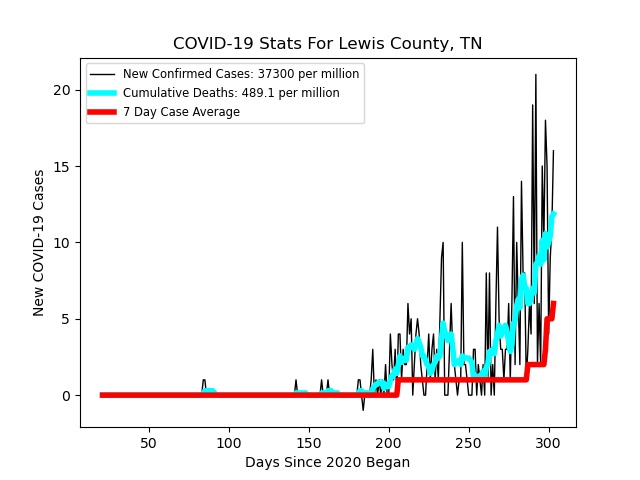 COVID-19 Stats For Lewis County, TN
New Confirmed Cases: 37300 per million
Cumulative Deaths: 489.1 per million
7 Day Case Average
New COVID-19 Cases
20
15
10
5
0
50 100 150 200 250 300
Days Since 2020 Began